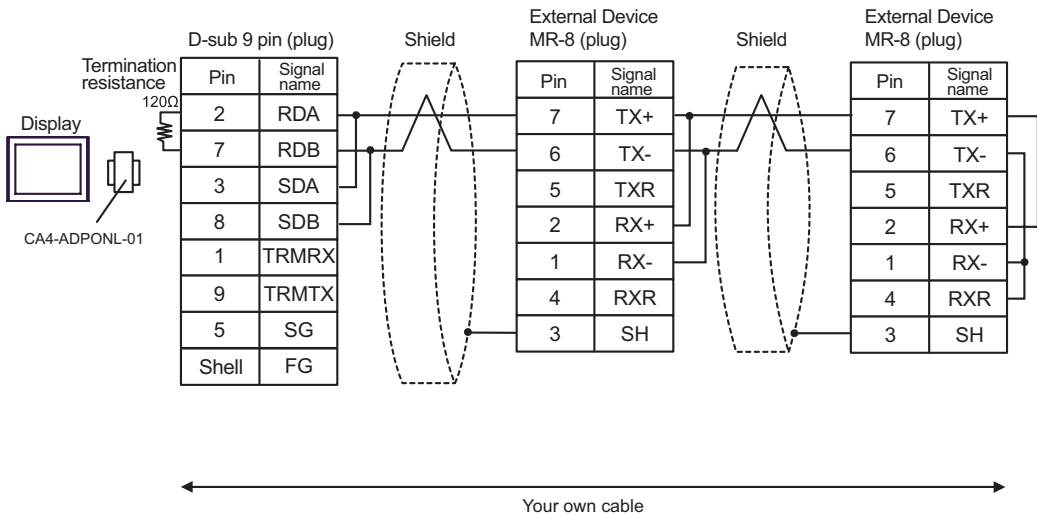 External Device
MR-8 (plug)
External Device
MR-8 (plug)
D-sub 9 pin (plug)
Shield
Shield
Termination
resistance
120Ω
Display
CA4-ADPONL-01
Pin Signal name
2 RDA
7 RDB
3 SDA
8 SDB
1 TRMRX
9 TRMTX
5 SG
Shell FG
Pin Signal name
7 TX+
6 TX-
5 TXR
2 RX+
1 RX-
4 RXR
3 SH
Pin Signal name
7 TX+
6 TX-
5 TXR
2 RX+
1 RX-
4 RXR
3 SH
Your own cable